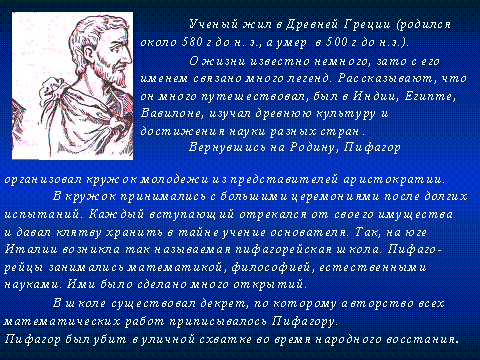 Ученый жил в Древней Греции (родился
около 580 г до н. э., а умер в 500 г до н.э.).
О жизни известно немного, зато с его
именем связано много легенд. Рассказывают, что
он много путешествовал, был в Индии, Египте,
Вавилоне, изучал древнюю культуру и
достижения науки разных стран.
Вернувшись на Родину, Пифагор
организовал кружок молодежи из представителей аристократии.
В кружок принимались с большими церемониями после долгих
испытаний. Каждый вступающий отрекался от своего имущества
и давал клятву хранить в тайне учение основателя. Так, на юге
Италии возникла так называемая пифагорейская школа. Пифаго-
рейцы занимались математикой, философией, естественными
науками. Ими было сделано много открытий.
В школе существовал декрет, по которому авторство всех
математических работ приписывалось Пифагору.
Пифагор был убит в уличной схватке во время народного восстания.